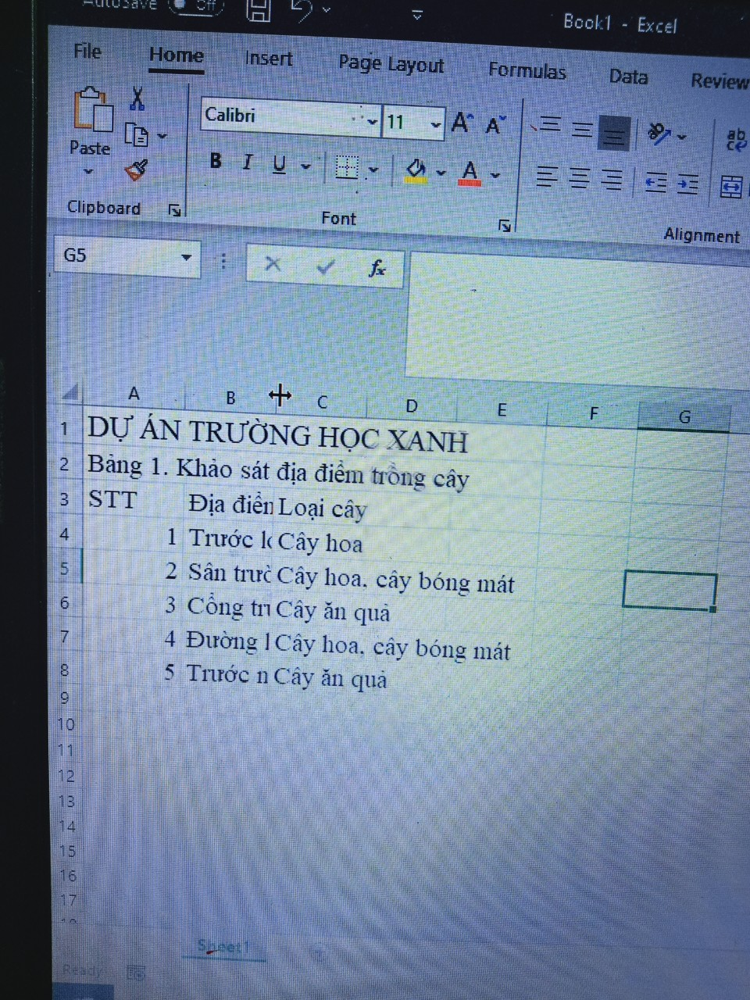 AutoSave Off
Book1 - Excel
File Home Insert Page Layout Formulas Data Review
Paste
Calibri 11
B I U A
Clipboard Font Alignment
G5 fx
A B C D E F G
1 DỰ ÁN TRƯỜNG HỌC XANH
2 Bảng 1. Khảo sát địa điểm trồng cây
3 STT Địa điển Loại cây
4 1 Trước k Cây hoa
5 2 Sân trườ Cây hoa, cây bóng mát
6 3 Cổng trı Cây ăn quả
7 4 Đường l Cây hoa, cây bóng mát
8 5 Trước n Cây ăn quả
9
10
11
12
13
14
15
16
17
Sheet1
Ready